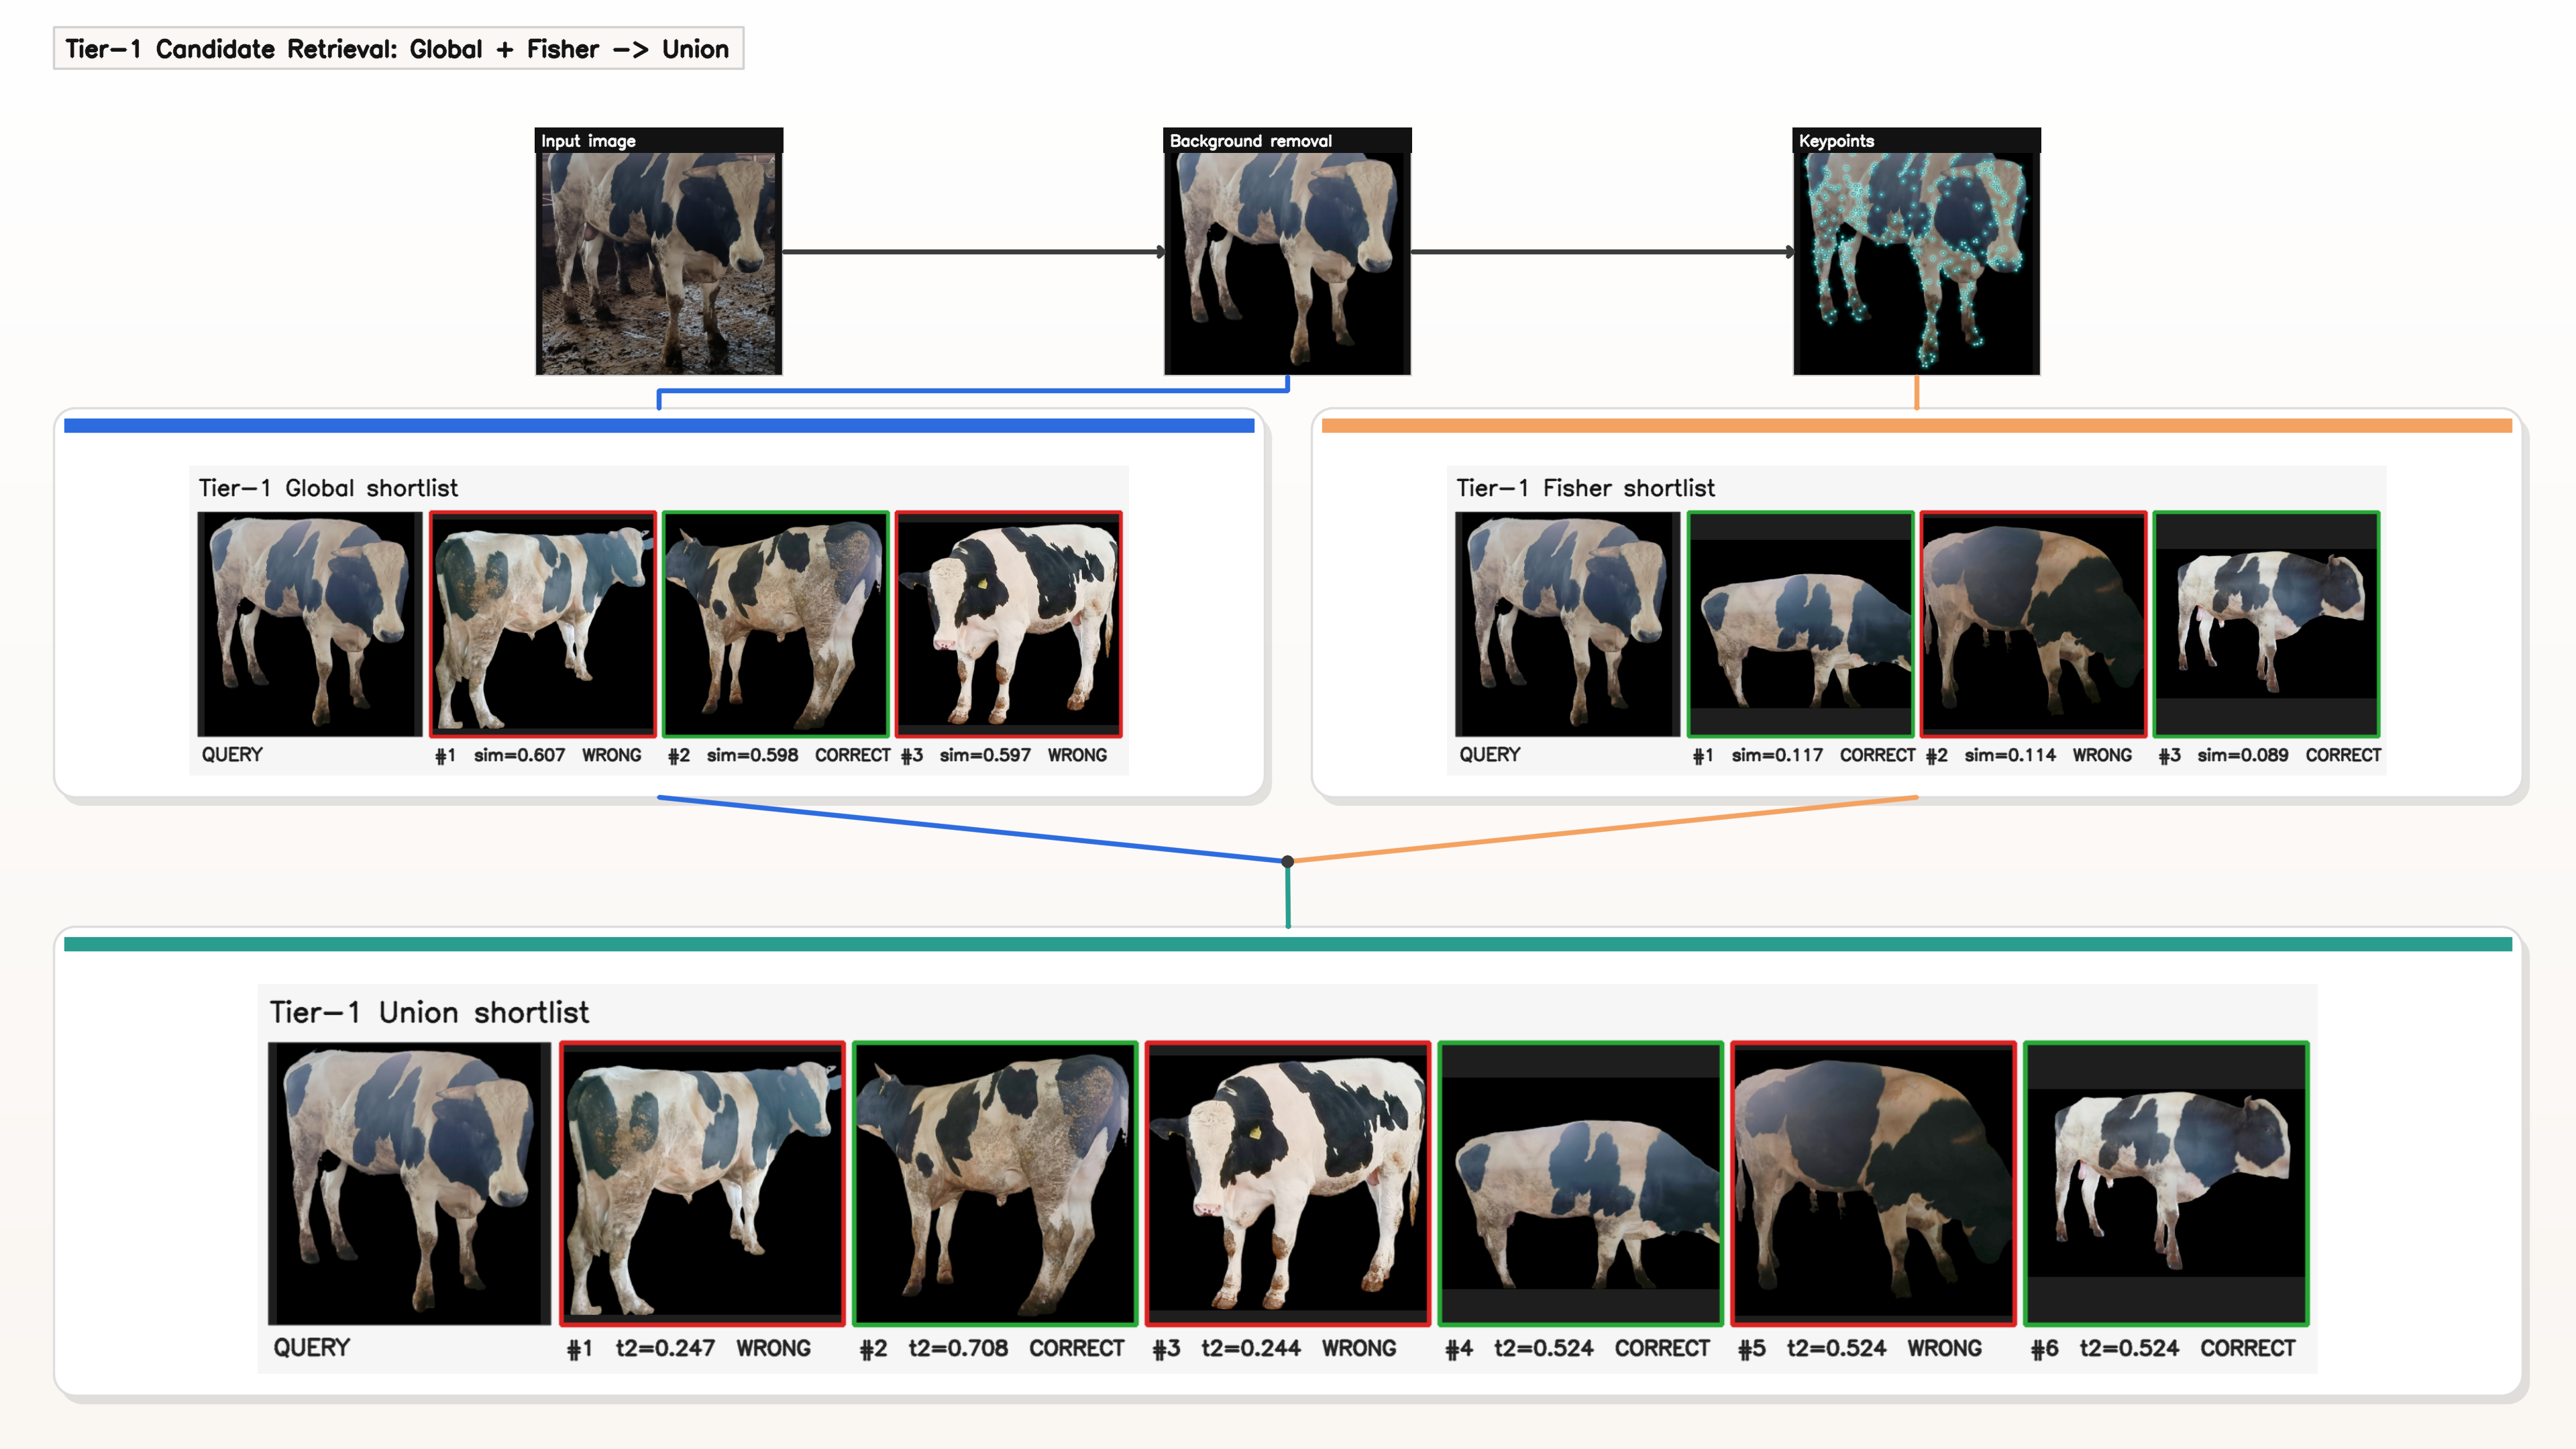 Tier-1 Candidate Retrieval: Global + Fisher -> Union
Input image
Background removal
Keypoints
Tier-1 Global shortlist
QUERY
#1 sim=0.607 WRONG
#2 sim=0.598 CORRECT
#3 sim=0.597 WRONG
Tier-1 Fisher shortlist
QUERY
#1 sim=0.117 CORRECT
#2 sim=0.114 WRONG
#3 sim=0.089 CORRECT
Tier-1 Union shortlist
QUERY
#1 t2=0.247 WRONG
#2 t2=0.708 CORRECT
#3 t2=0.244 WRONG
#4 t2=0.524 CORRECT
#5 t2=0.524 WRONG
#6 t2=0.524 CORRECT